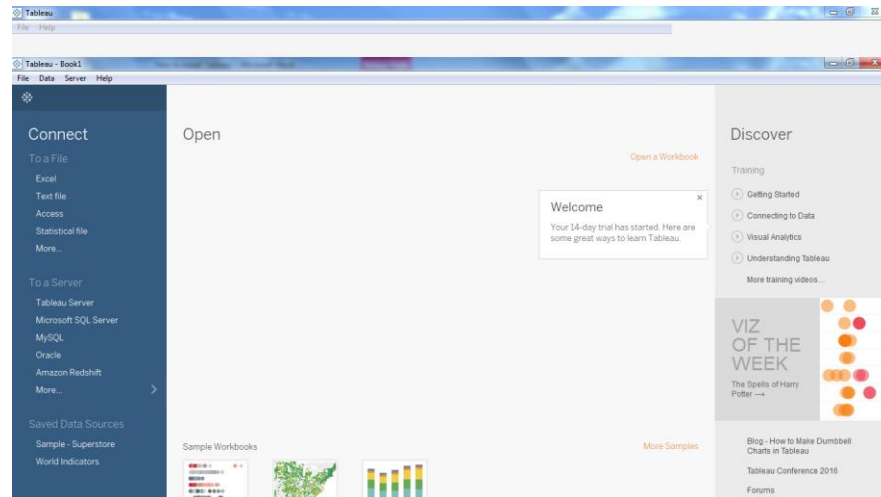 Tableau
File Help
Tableau - Book1
File Data Server Help
Connect
To a File
Excel
Text file
Access
Statistical file
More...
To a Server
Tableau Server
Microsoft SQL Server
MySQL
Oracle
Amazon Redshift
More...
Saved Data Sources
Sample - Superstore
World Indicators
Open
Open a Workbook
Welcome
Your 14-day trial has started. Here are
some great ways to learn Tableau.
Sample Workbooks
More Samples
Discover
Training
Getting Started
Connecting to Data
Visual Analytics
Understanding Tableau
More training videos...
VIZ
OF THE
WEEK
The Spells of Harry
Potter →
Blog - How to Make Dumbbell
Charts in Tableau
Tableau Conference 2016
Forums